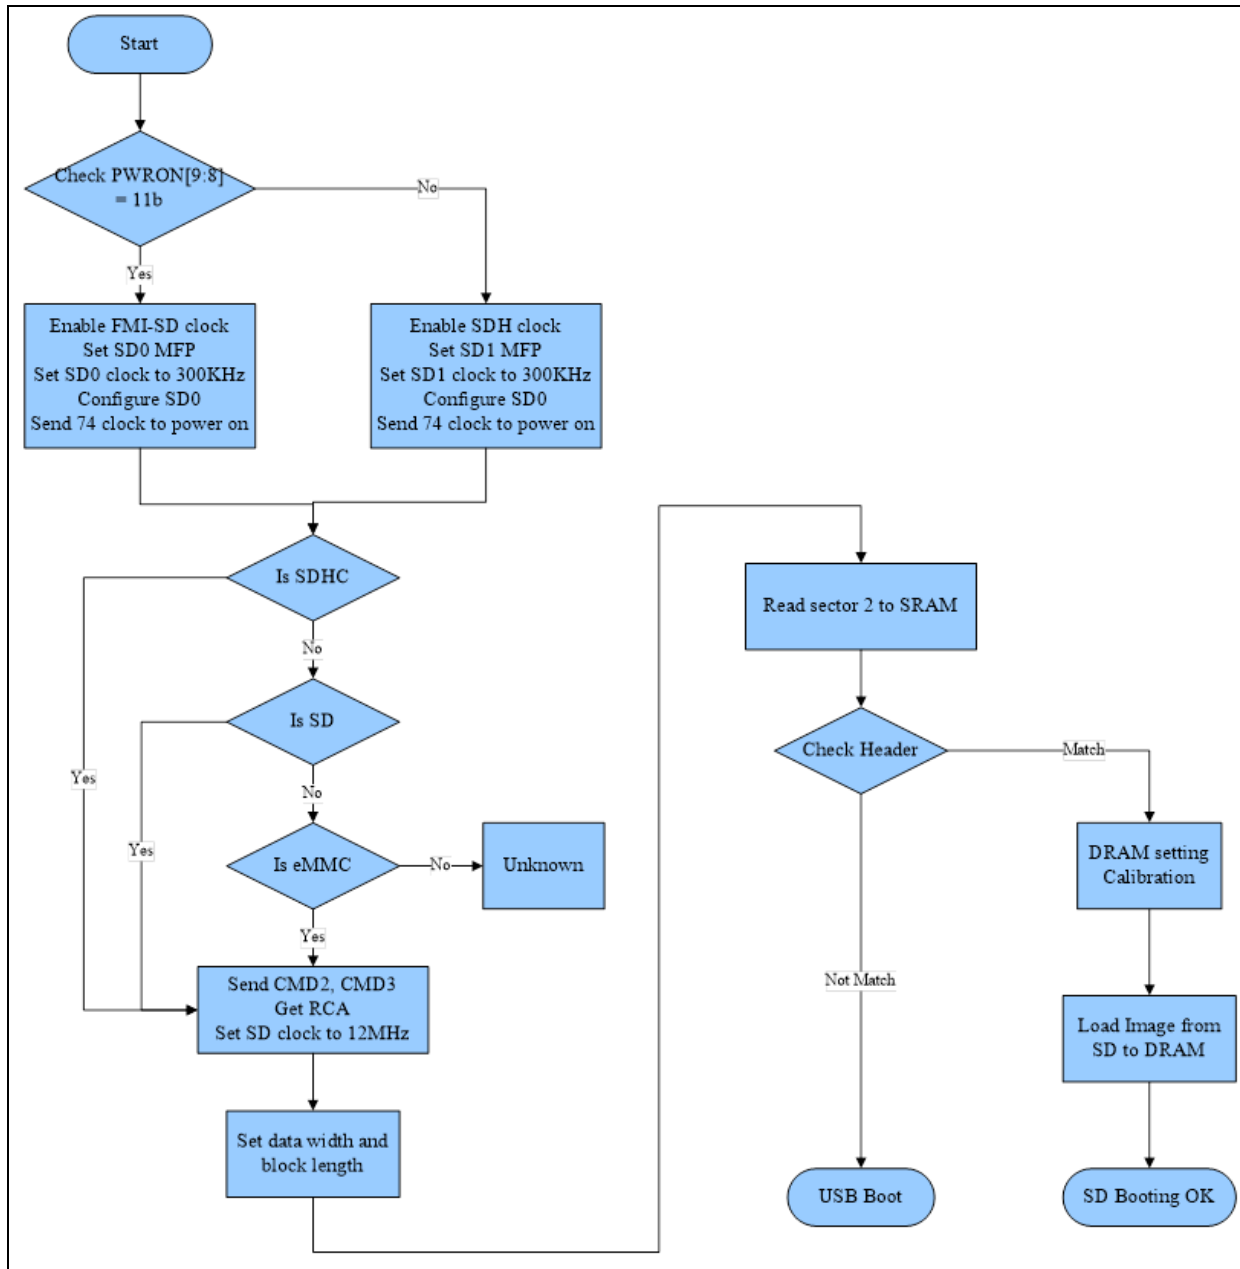 Start
Check PWRON[9:8]
= 11b
No
Yes
Enable FMI-SD clock
Set SD0 MFP
Set SD0 clock to 300KHz
Configure SD0
Send 74 clock to power on
Enable SDH clock
Set SD1 MFP
Set SD1 clock to 300KHz
Configure SD0
Send 74 clock to power on
Is SDHC
No
Is SD
Yes
No
Yes
Is eMMC
No
Unknown
Yes
Send CMD2, CMD3
Get RCA
Set SD clock to 12MHz
Set data width and
block length
Read sector 2 to SRAM
Check Header
Match
DRAM setting
Calibration
Not Match
Load Image from
SD to DRAM
USB Boot
SD Booting OK